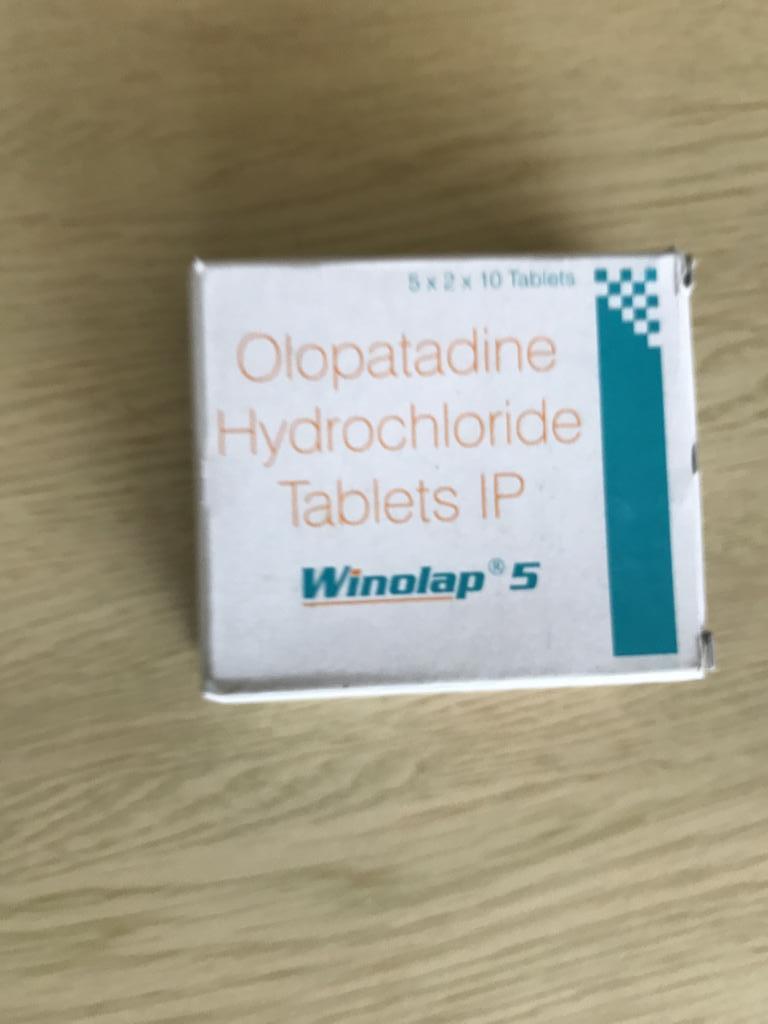 5 x 2 x 10 Tablets
Olopatadine
Hydrochloride
Tablets IP
Winolap® 5